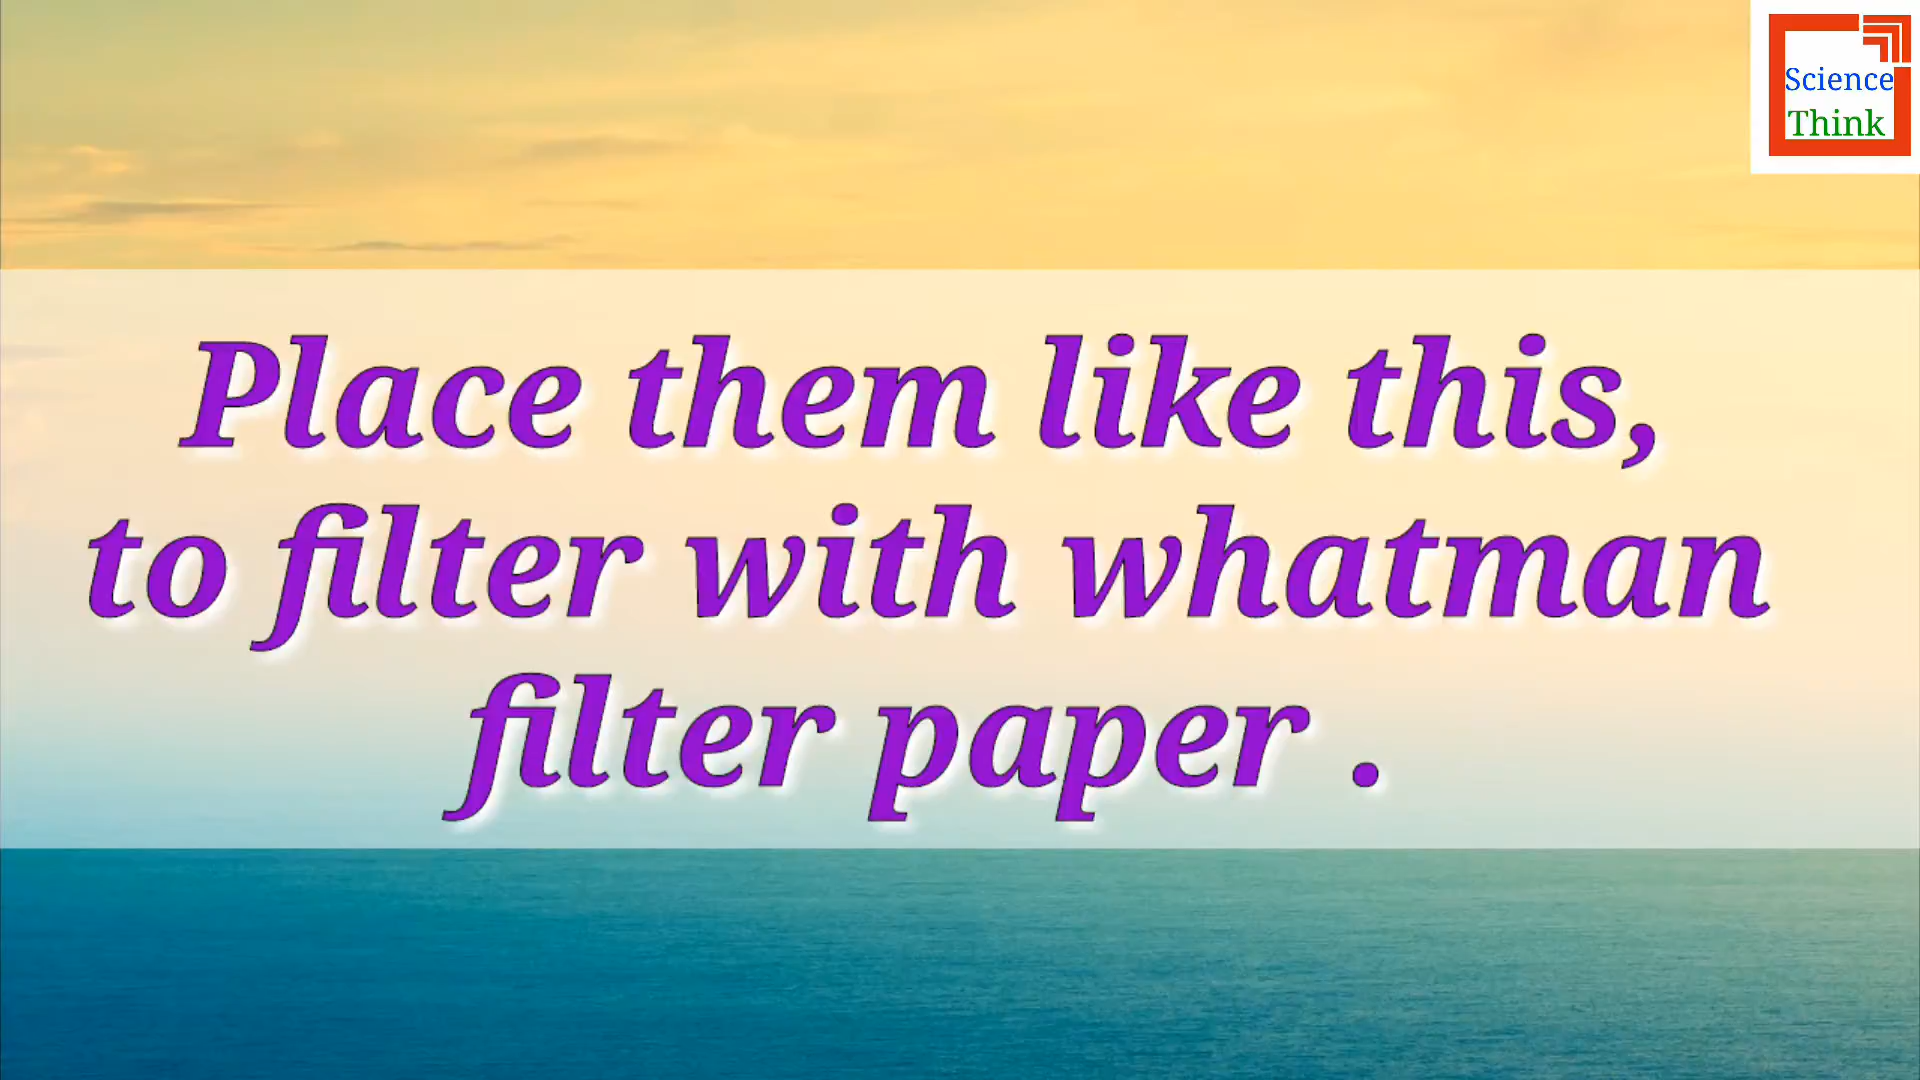 Science
Think
Place them like this,
to filter with whatman
filter paper .